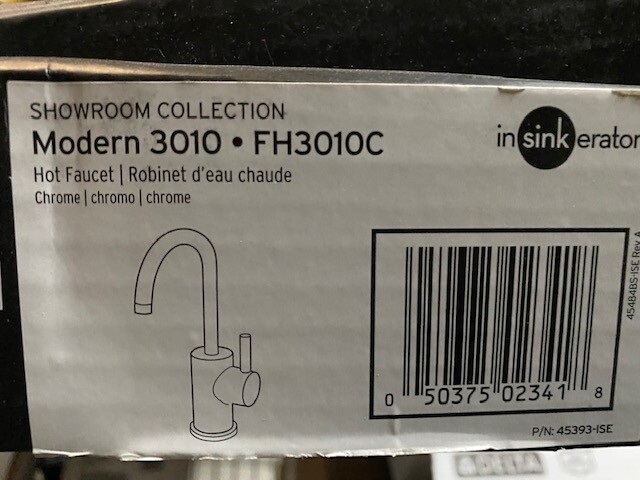 SHOWROOM COLLECTION
Modern 3010 • FH3010C
Hot Faucet | Robinet d'eau chaude
Chrome | chromo | chrome
insinkerator
0 50375 02341 8
P/N: 45393-ISE
45484BS-ISE Rev A
DELTA